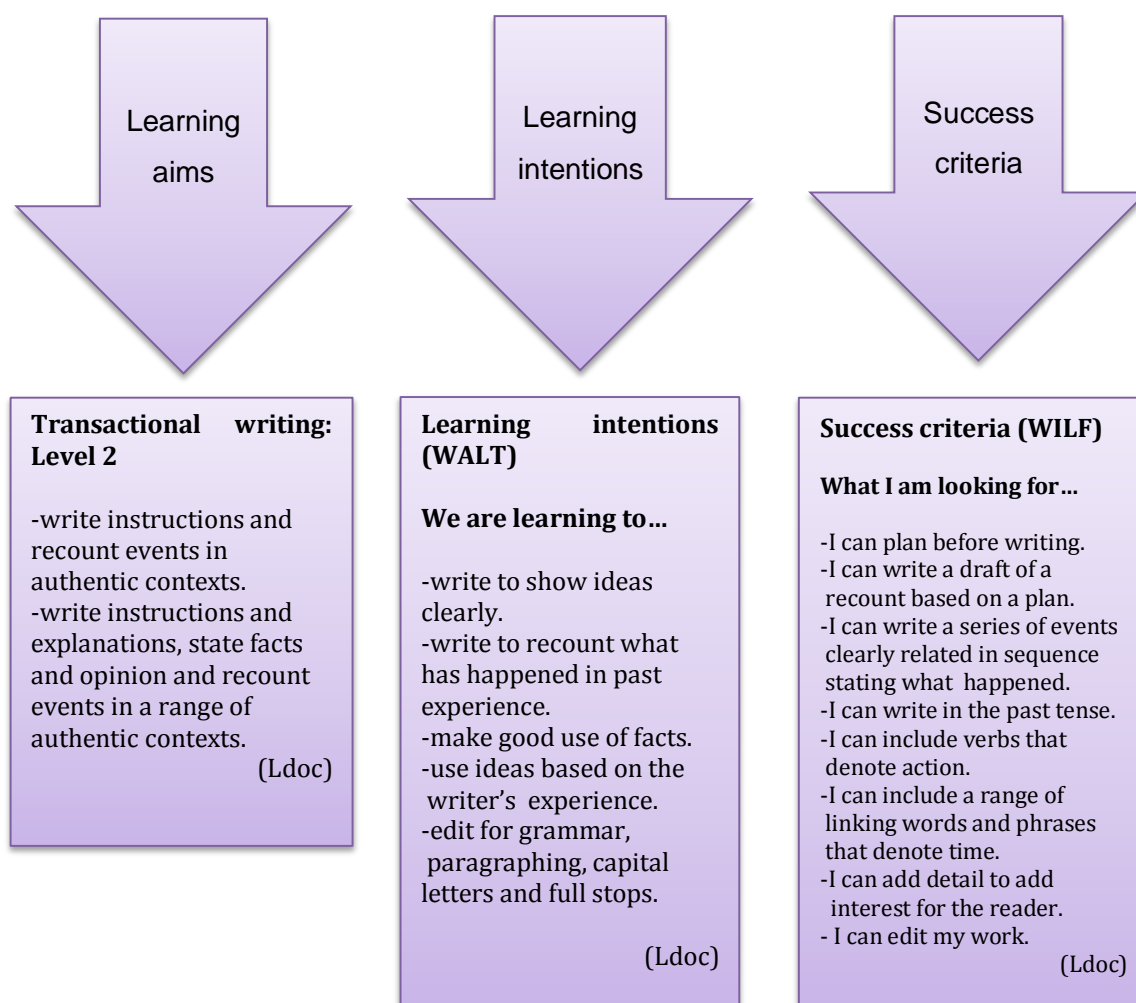 Learning
aims
Learning
intentions
Success
criteria
Transactional writing:
Level 2
-write instructions and
recount events in
authentic contexts.
-write instructions and
explanations, state facts
and opinion and recount
events in a range of
authentic contexts.
(Ldoc)
Learning intentions
(WALT)
We are learning to…
-write to show ideas
clearly.
-write to recount what
has happened in past
experience.
-make good use of facts.
-use ideas based on the
writer’s experience.
-edit for grammar,
paragraphing, capital
letters and full stops.
(Ldoc)
Success criteria (WILF)
What I am looking for…
-I can plan before writing.
-I can write a draft of a
recount based on a plan.
-I can write a series of events
clearly related in sequence
stating what happened.
-I can write in the past tense.
-I can include verbs that
denote action.
-I can include a range of
linking words and phrases
that denote time.
-I can add detail to add
interest for the reader.
- I can edit my work.
(Ldoc)